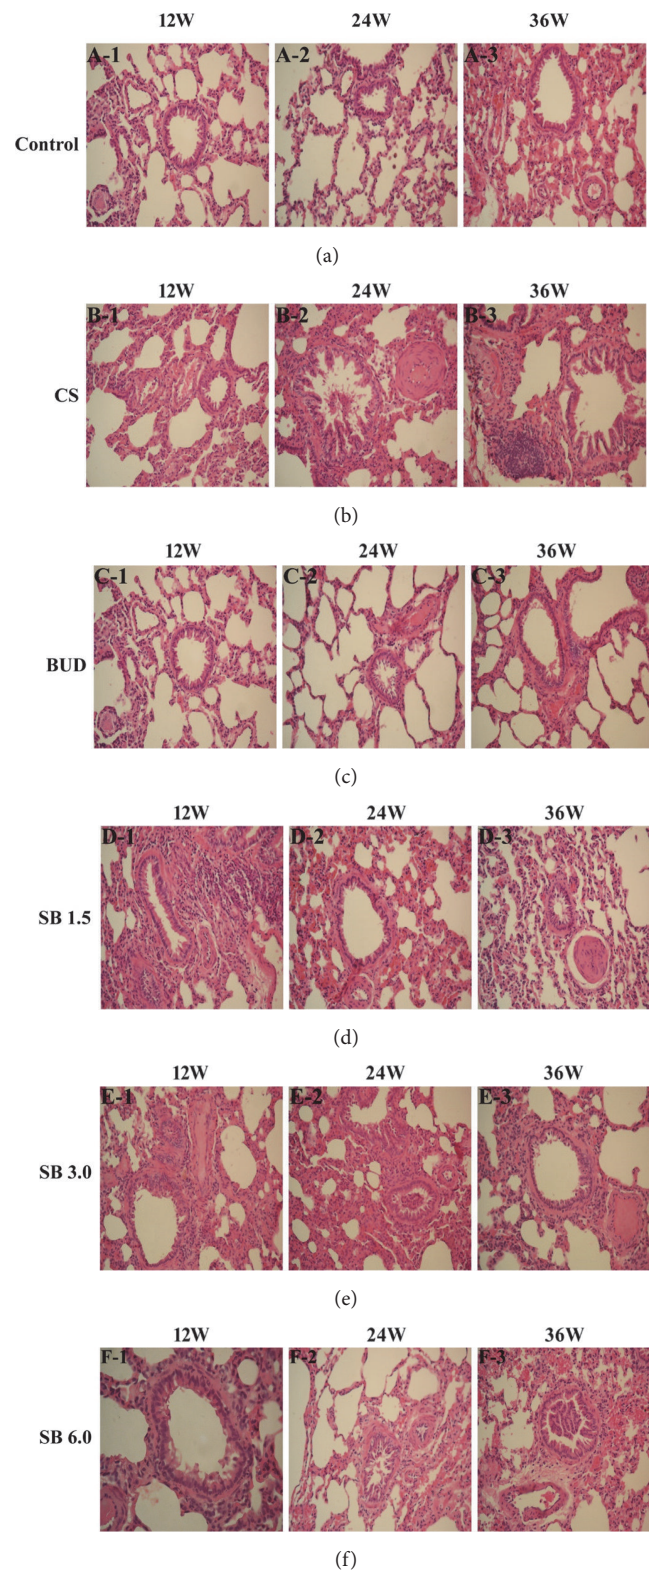 12W 24W 36W
A-1 A-2 A-3
Control
(a)
12W 24W 36W
B-1 B-2 B-3
CS
(b)
12W 24W 36W
C-1 C-2 C-3
BUD
(c)
12W 24W 36W
D-1 D-2 D-3
SB 1.5
(d)
12W 24W 36W
E-1 E-2 E-3
SB 3.0
(e)
12W 24W 36W
F-1 F-2 F-3
SB 6.0
(f)